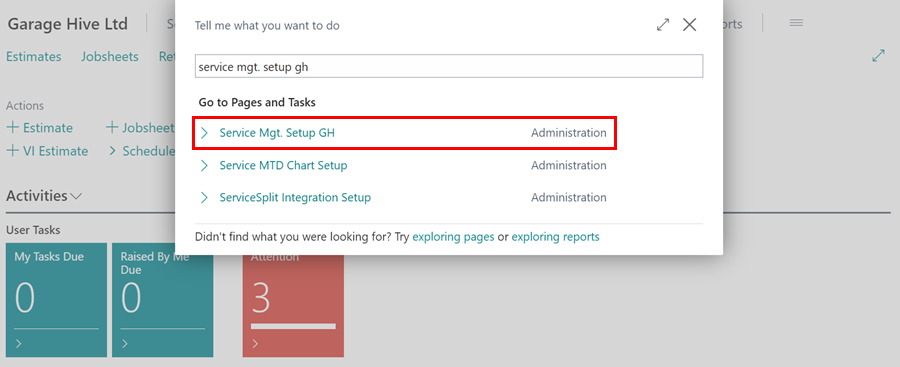 Garage Hive Ltd
Tell me what you want to do
Estimates Jobsheets
service mgt. setup gh
Go to Pages and Tasks
Actions
Estimate Jobsheet
VI Estimate Schedule
Service Mgt. Setup GH Administration
Service MTD Chart Setup Administration
ServiceSplit Integration Setup Administration
Didn't find what you were looking for? Try exploring pages or exploring reports
Activities
User Tasks
My Tasks Due
Raised By Me Due
Attention
0
0
3